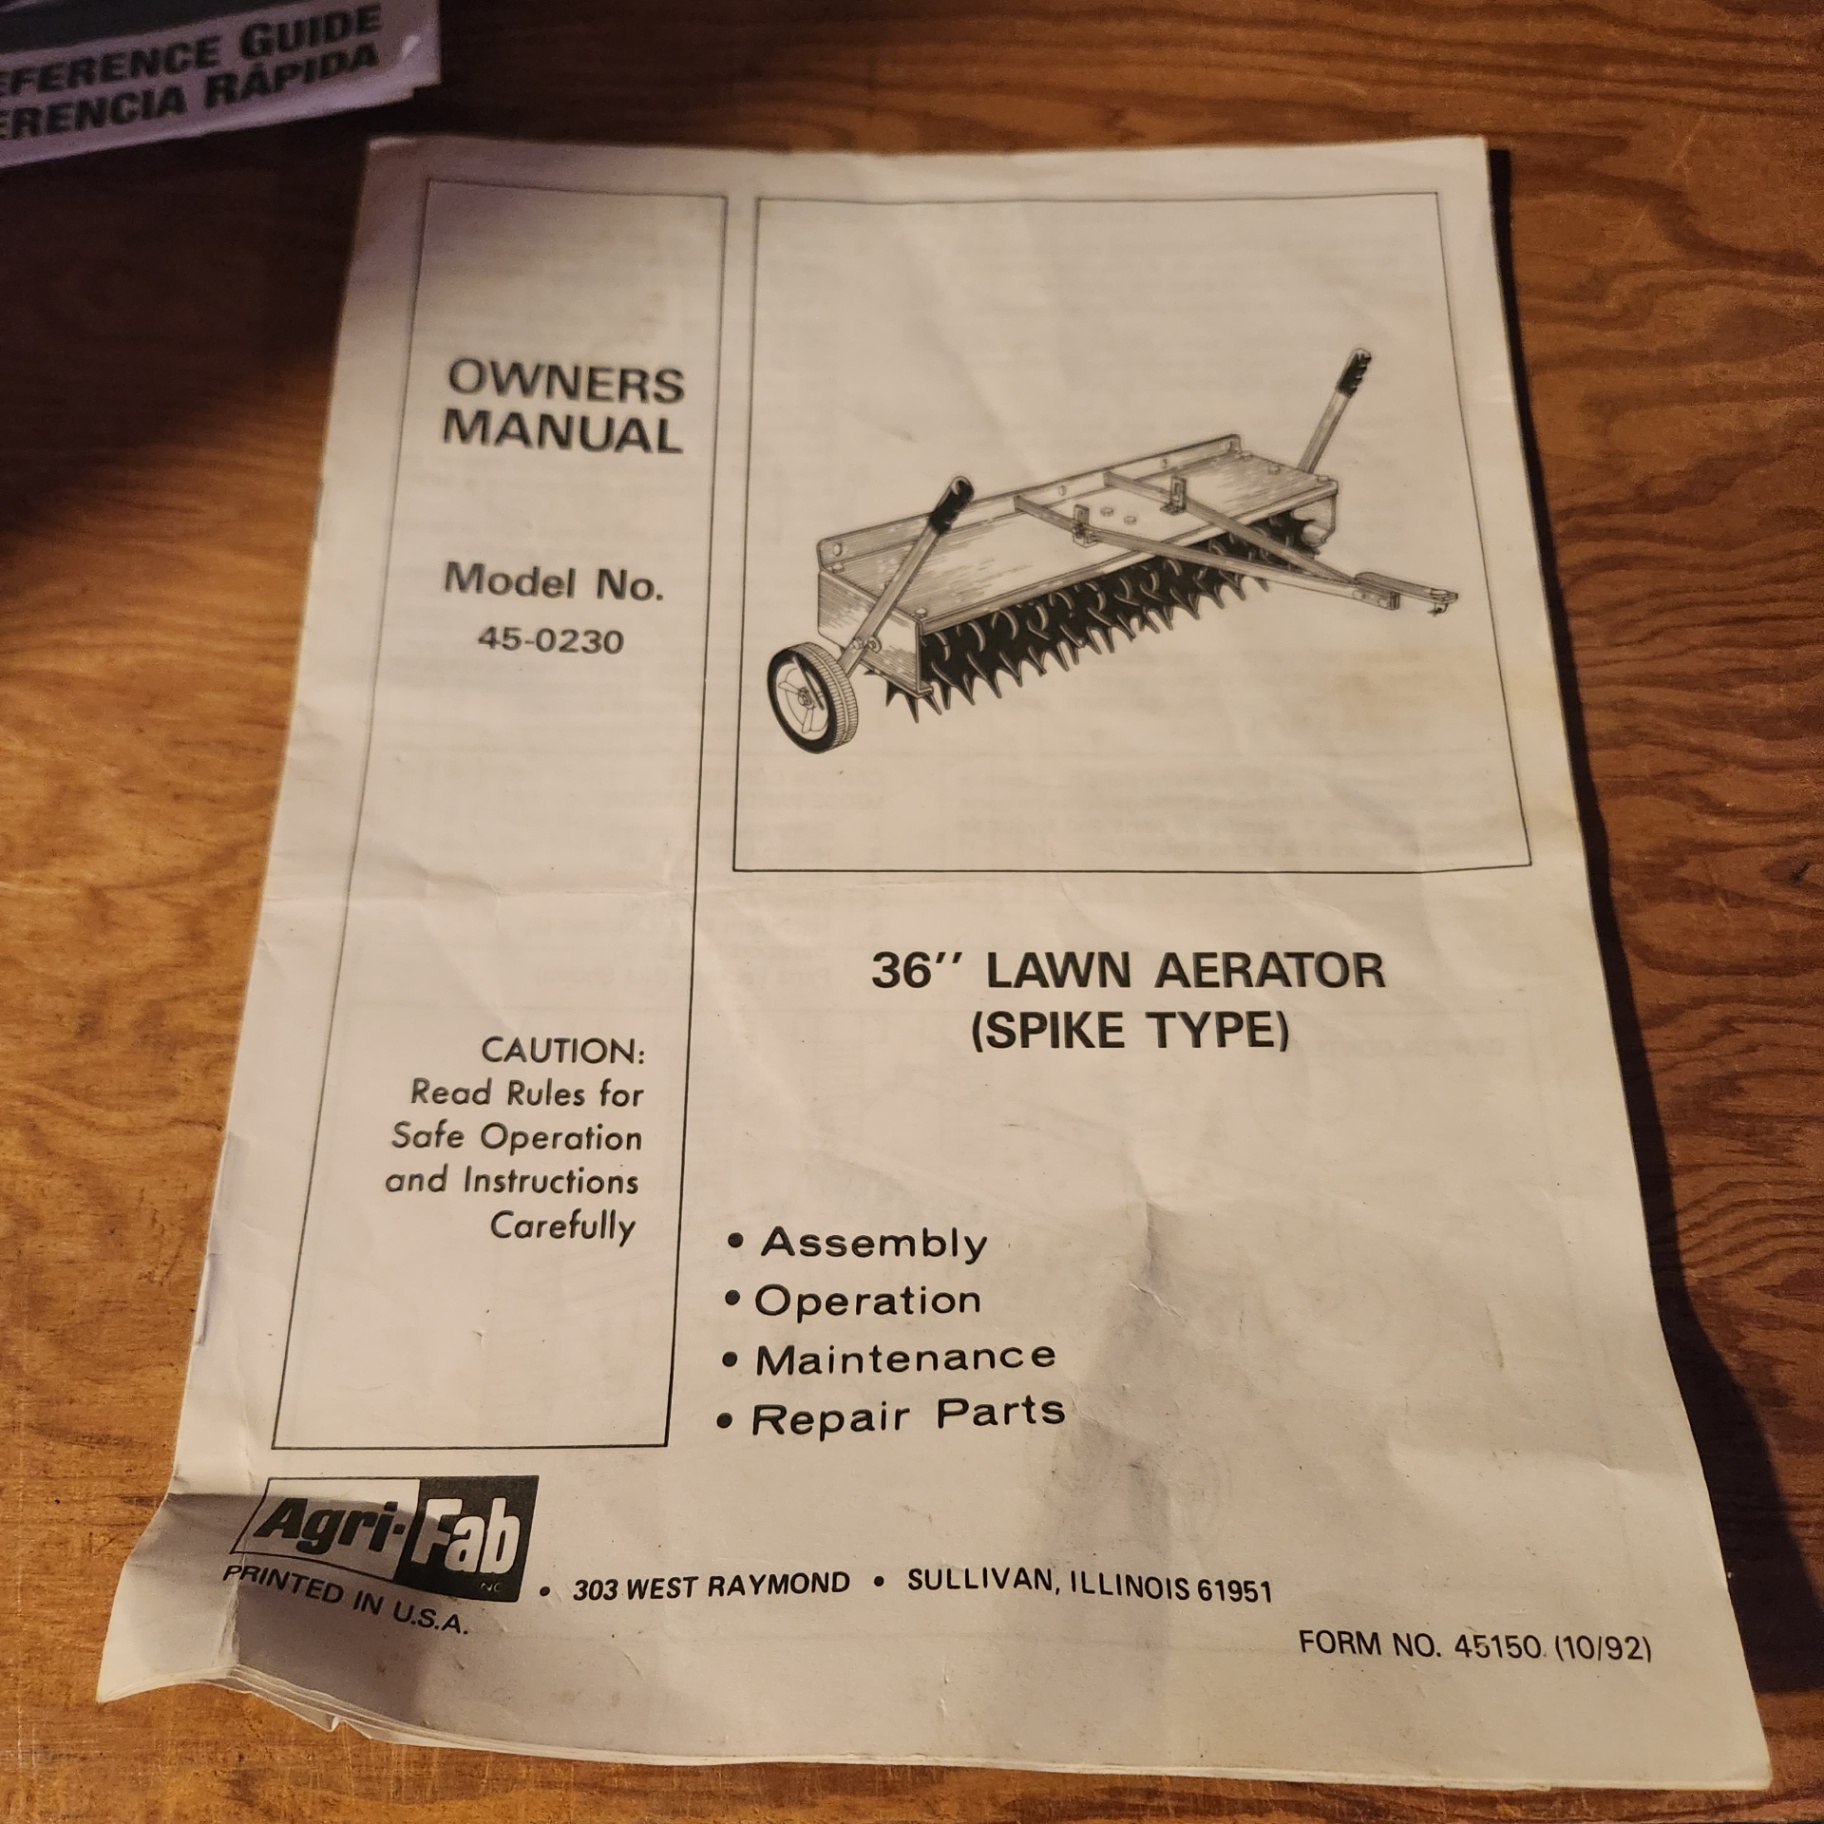 EFERENCE GUIDE
ERENCIA RÁPIDA
OWNERS
MANUAL
Model No.
45-0230
36'' LAWN AERATOR
(SPIKE TYPE)
CAUTION:
Read Rules for
Safe Operation
and Instructions
Carefully
• Assembly
• Operation
• Maintenance
• Repair Parts
Agri-Fab
INC.
PRINTED IN U.S.A.
• 303 WEST RAYMOND • SULLIVAN, ILLINOIS 61951
FORM NO. 45150 (10/92)